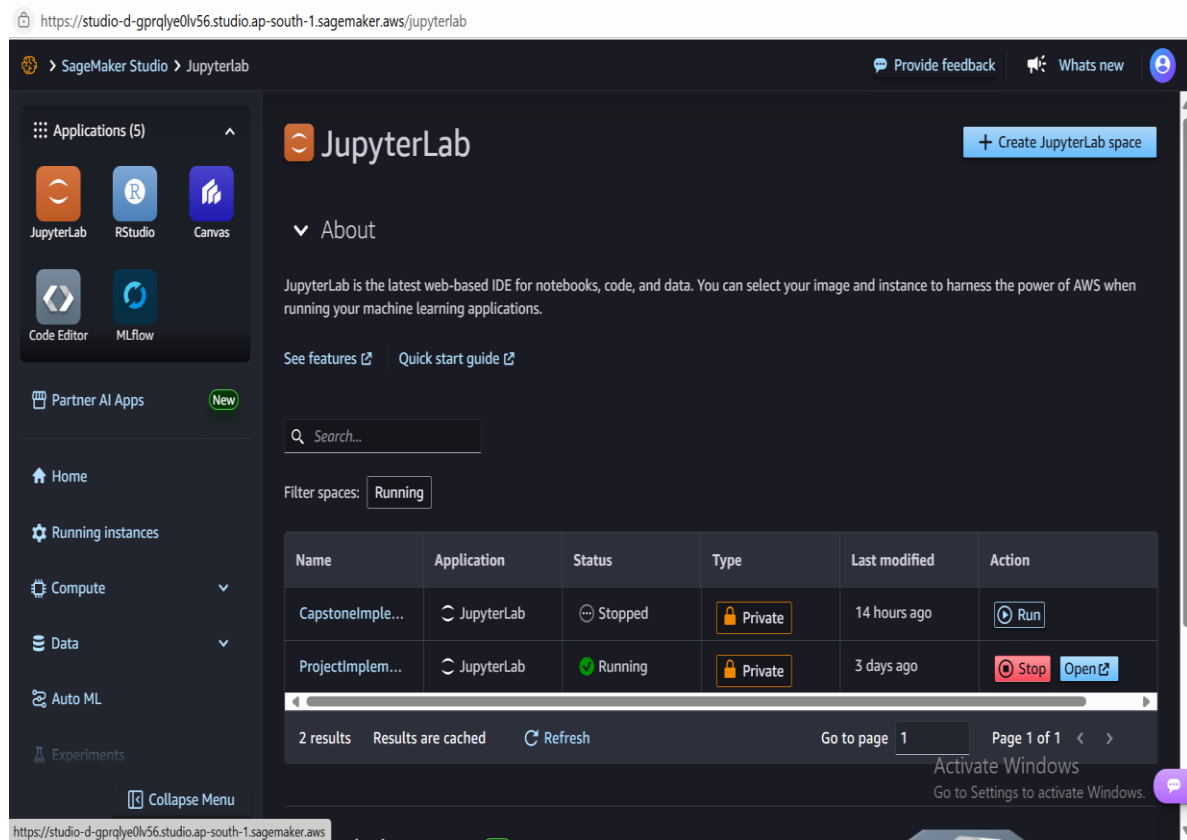 https://studio-d-gprqlye0lv56.studio.ap-south-1.sagemaker.aws/jupyterlab
SageMaker Studio > Jupyterlab
Provide feedback
Whats new
Applications (5)
JupyterLab
RStudio
Canvas
Code Editor
MLflow
Partner AI Apps
New
Home
Running instances
Compute
Data
Auto ML
Experiments
Collapse Menu
https://studio-d-gprqlye0lv56.studio.ap-south-1.sagemaker.aws
JupyterLab
+ Create JupyterLab space
About
JupyterLab is the latest web-based IDE for notebooks, code, and data. You can select your image and instance to harness the power of AWS when
running your machine learning applications.
See features
Quick start guide
Search...
Filter spaces: Running
Name Application Status Type Last modified Action
CapstoneImple... JupyterLab Stopped Private 14 hours ago Run
ProjectImplem... JupyterLab Running Private 3 days ago Stop Open
2 results Results are cached Refresh Go to page 1 Page 1 of 1
Activate Windows
Go to Settings to activate Windows.